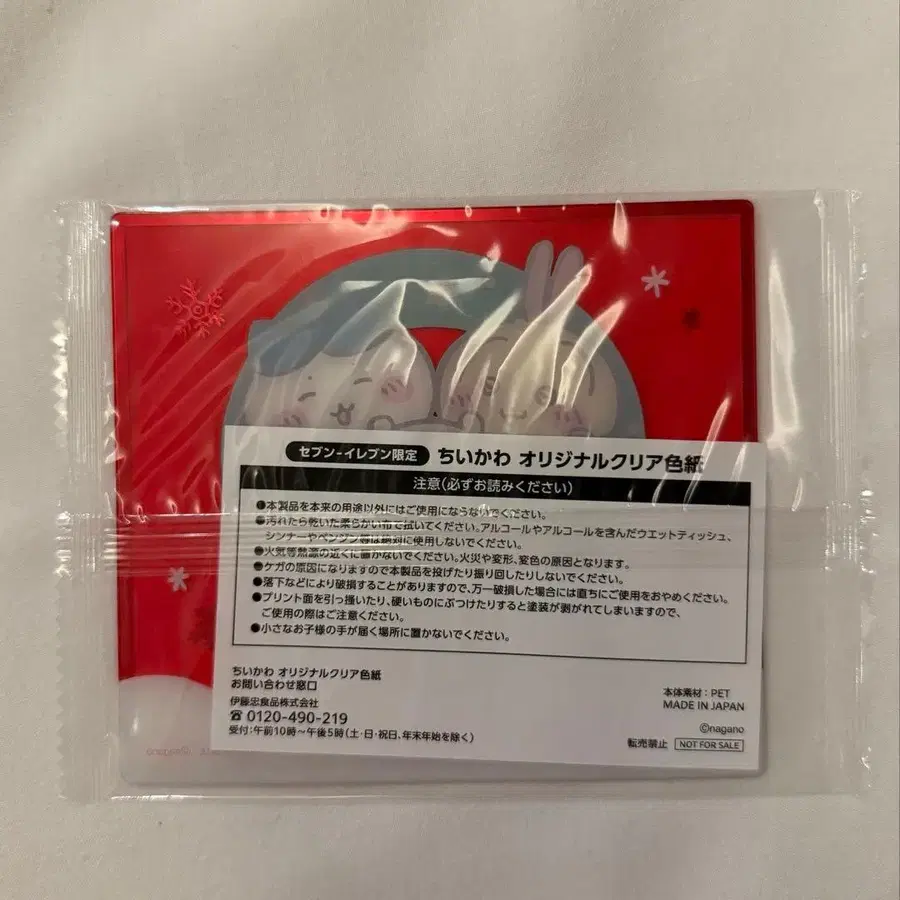 セブン-イレブン限定 ちいかわ オリジナルクリア色紙
注意(必ずお読みください)
●本製品を本来の用途以外にはご使用にならないでください。
●汚れたら乾いた柔らかい布で拭いてください。アルコールやアルコールを含んだウエットティッシュ、
シンナーやベンジン等は絶対に使用しないでください。
●火気等熱源の近くに置かないでください。火災や変形、変色の原因となります。
●ケガの原因になりますので本製品を投げたり振り回したりしないでください。
●落下などにより破損することがありますので、万一破損した場合には直ちにご使用をおやめください。
●プリント面を引っ掻いたり、硬いものにぶつけたりすると塗装が剥がれてしまいますので、
ご使用の際はご注意ください。
●小さなお子様の手が届く場所に置かないでください。
ちいかわ オリジナルクリア色紙
お問い合わせ窓口
伊藤忠食品株式会社
☎0120-490-219
受付:午前10時〜午後5時(土・日・祝日、年末年始を除く)
本体素材:PET
MADE IN JAPAN
©nagano
転売禁止 NOT FOR SALE